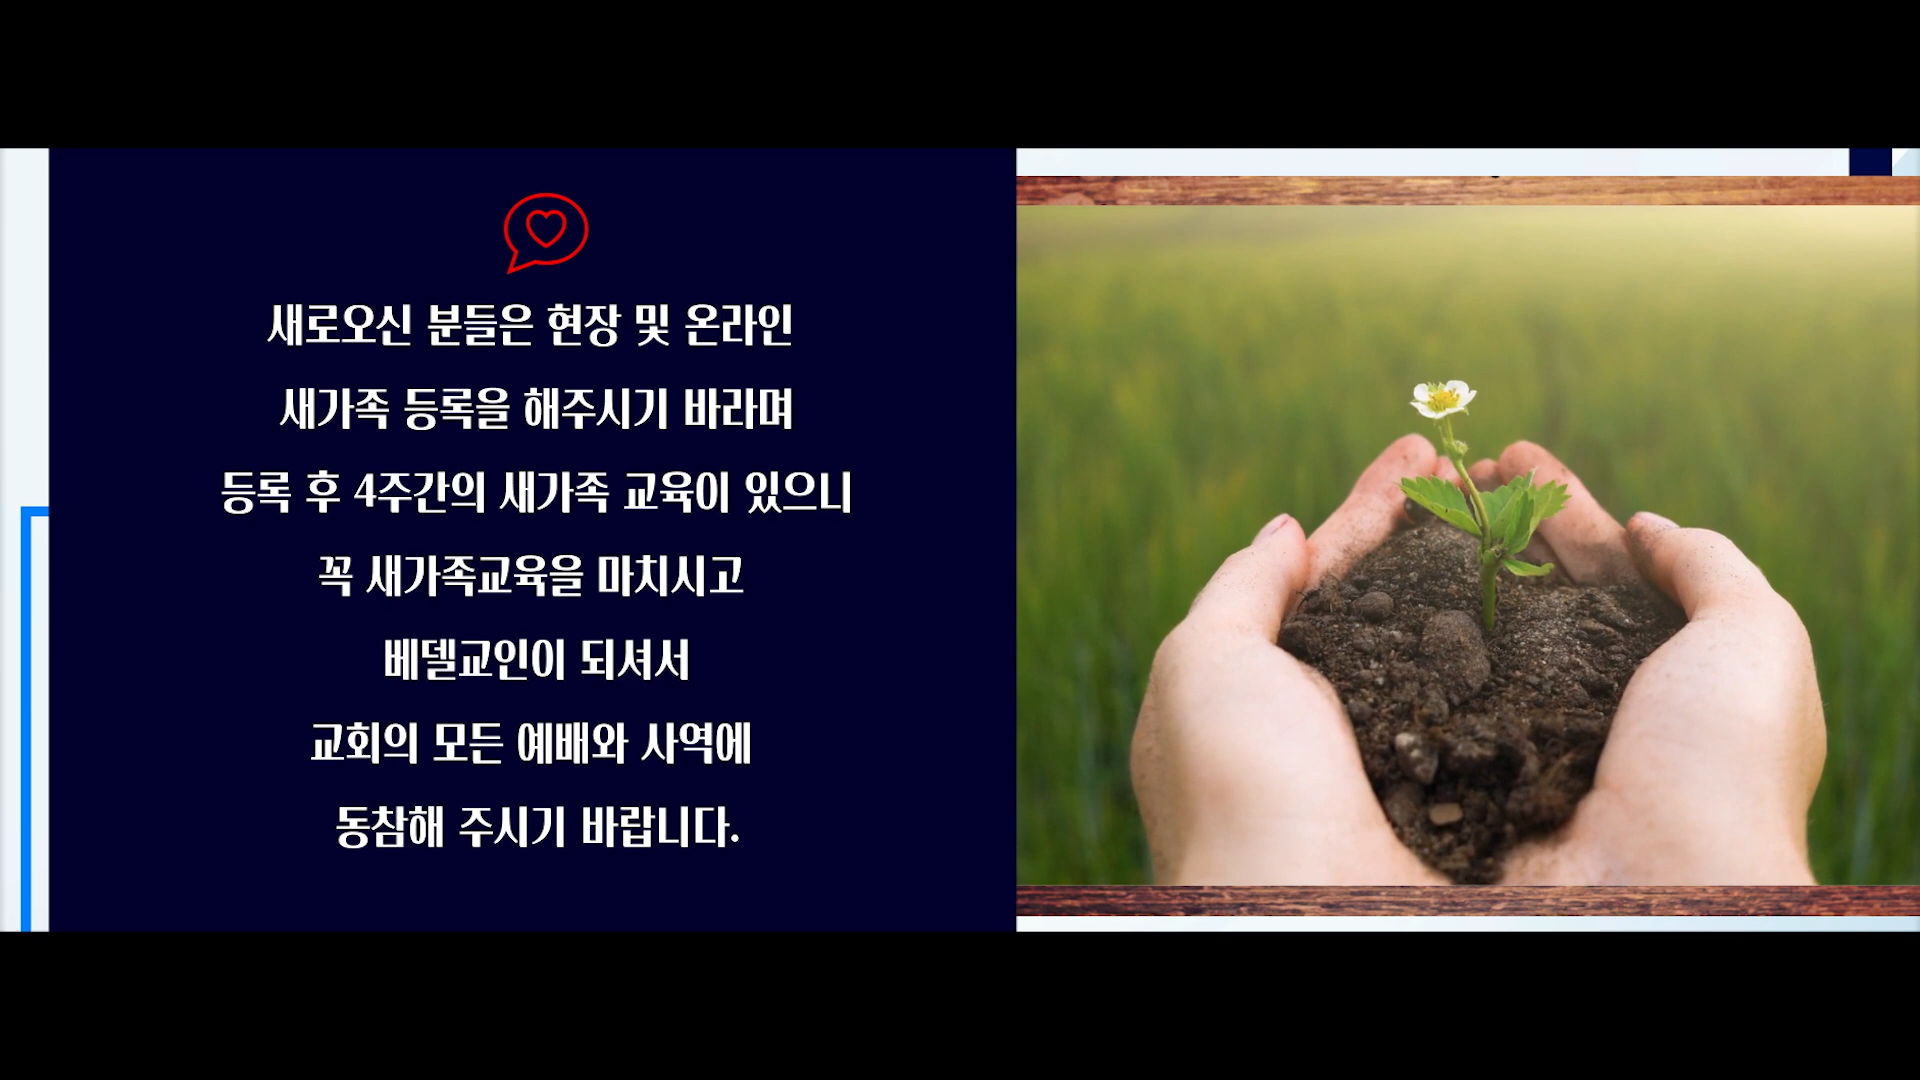 새로오신 분들은 현장 및 온라인
새가족 등록을 해주시기 바라며
등록 후 4주간의 새가족 교육이 있으니
꼭 새가족교육을 마치시고
베델교인이 되셔서
교회의 모든 예배와 사역에
동참해 주시기 바랍니다.